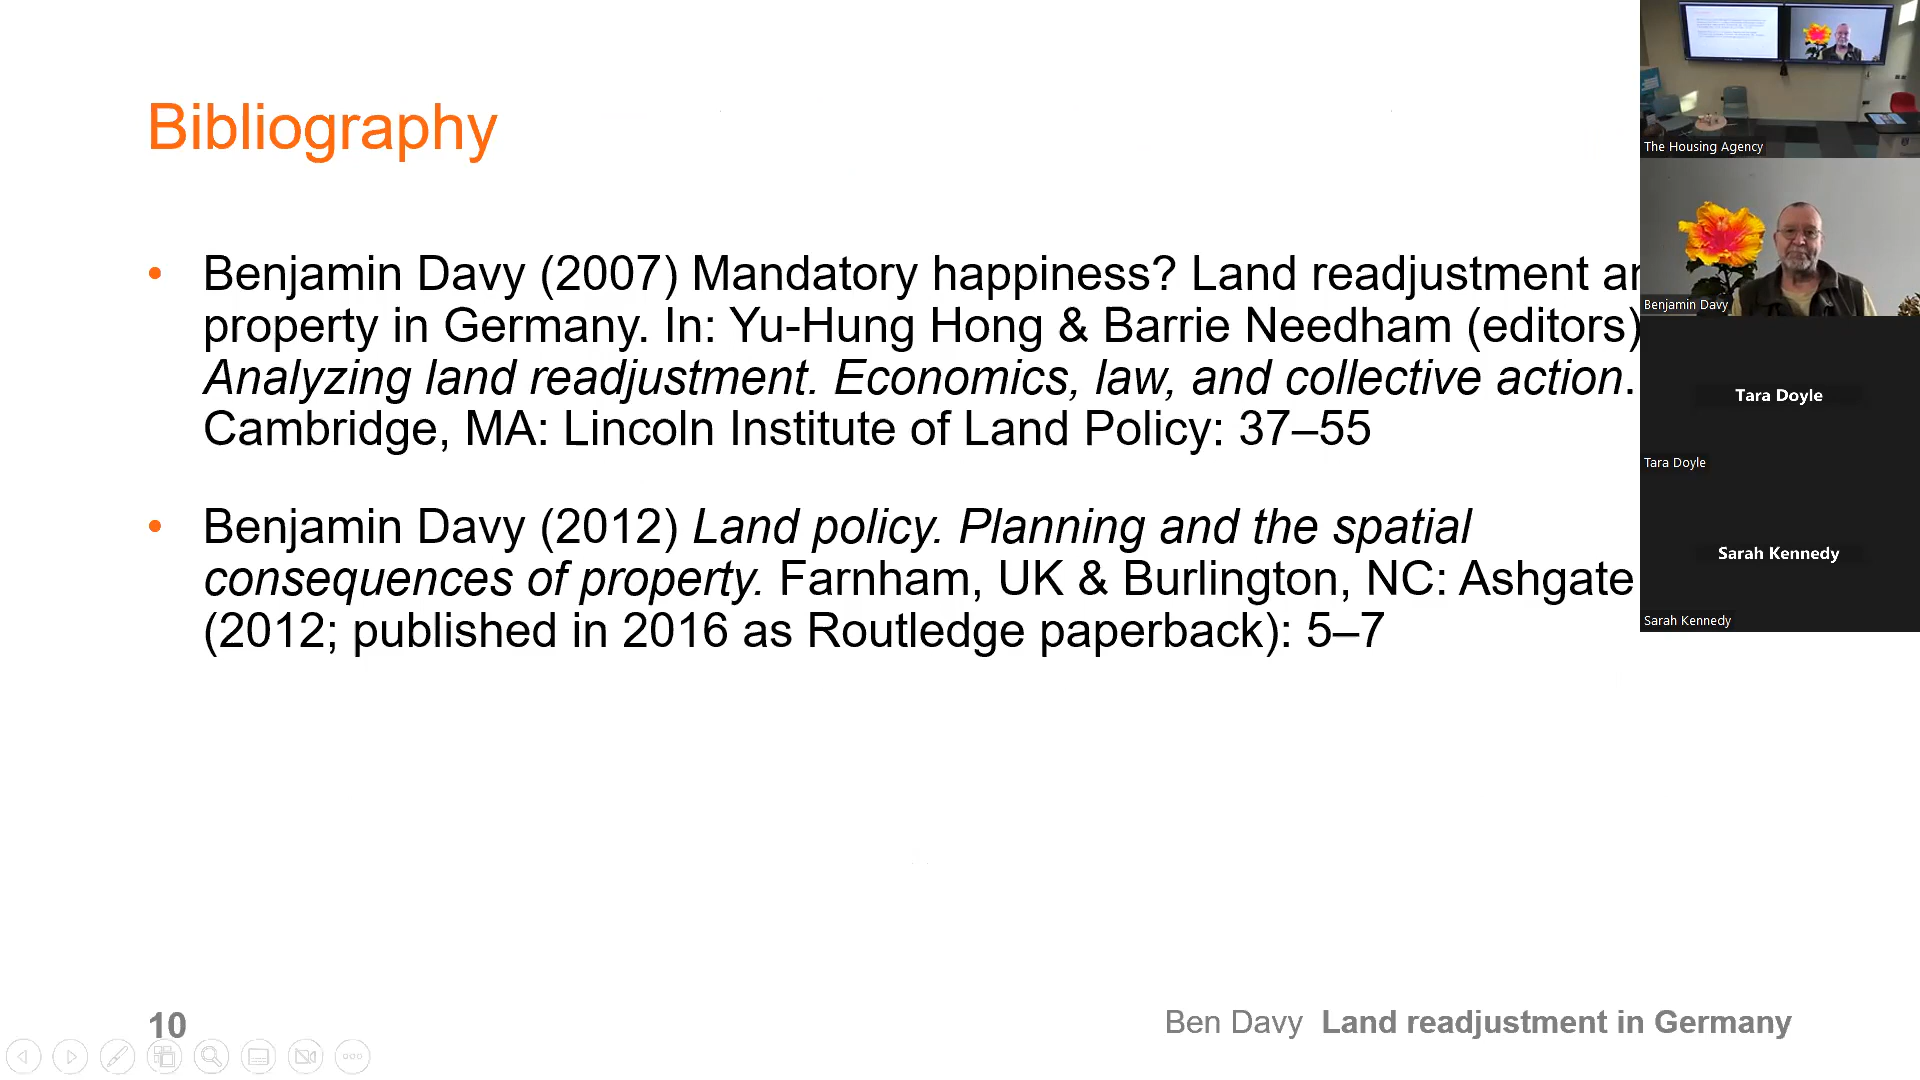 Bibliography
• Benjamin Davy (2007) Mandatory happiness? Land readjustment
property in Germany. In: Yu-Hung Hong & Barrie Needham (editors)
Analyzing land readjustment. Economics, law, and collective action.
Cambridge, MA: Lincoln Institute of Land Policy: 37–55
• Benjamin Davy (2012) Land policy. Planning and the spatial
consequences of property. Farnham, UK & Burlington, NC: Ashgate
(2012; published in 2016 as Routledge paperback): 5–7
10
Ben Davy Land readjustment in Germany
The Housing Agency
Benjamin Davy
Tara Doyle
Tara Doyle
Sarah Kennedy
Sarah Kennedy